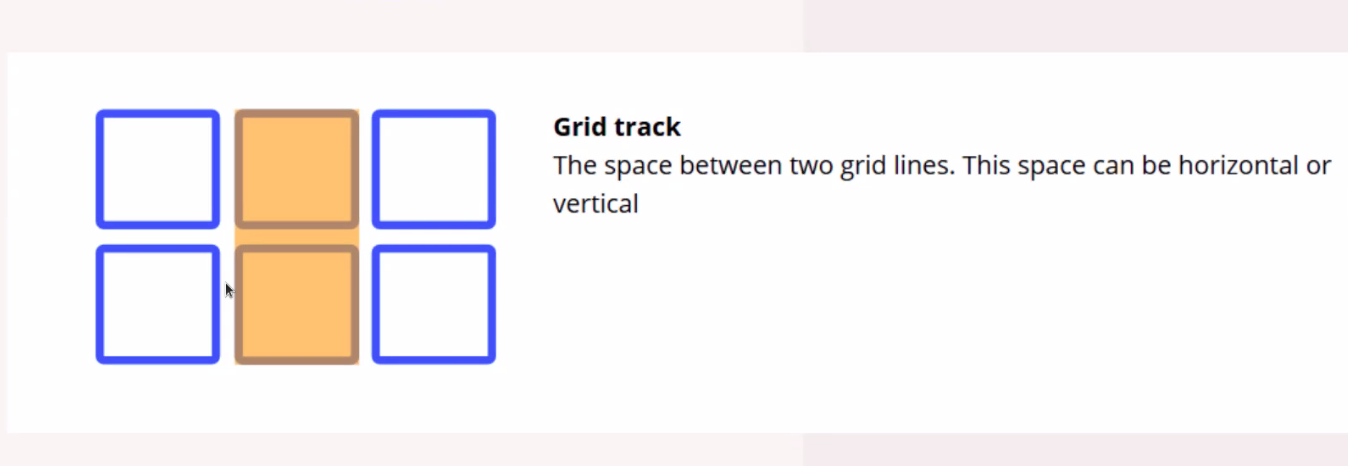 Grid track
The space between two grid lines. This space can be horizontal or
vertical